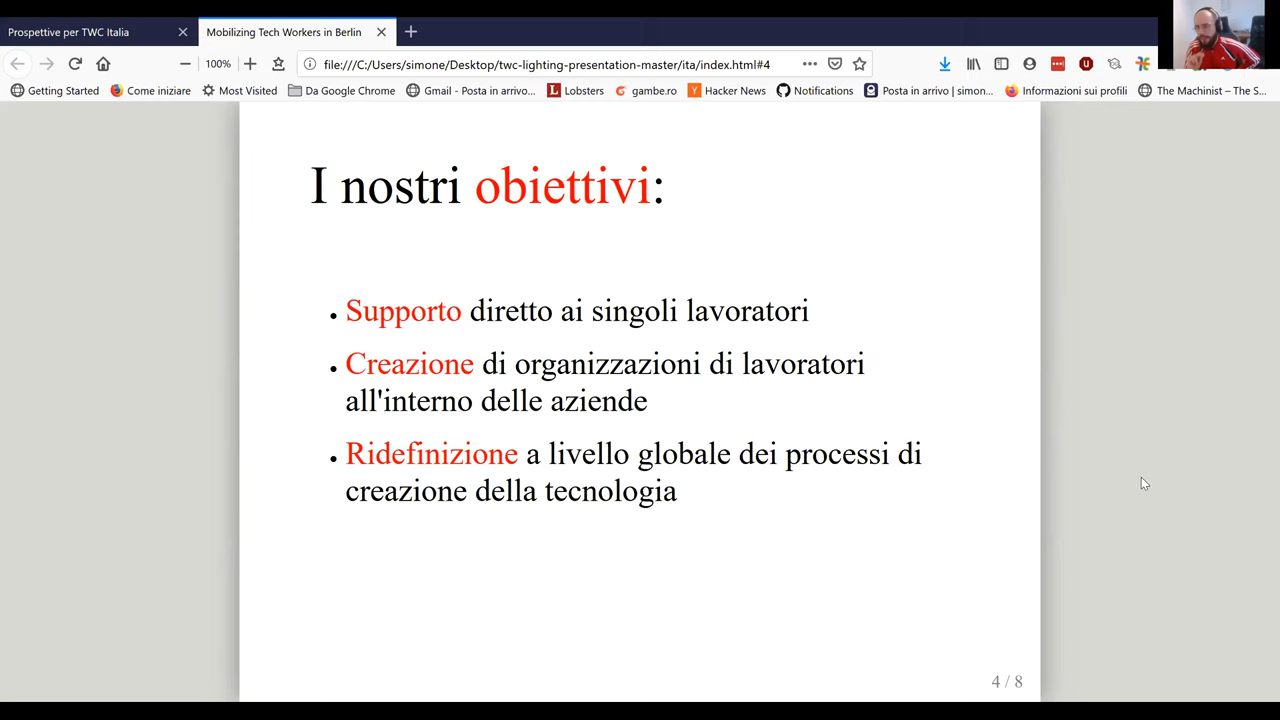 Prospettive per TWC Italia
Mobilizing Tech Workers in Berlin
100%
file:///C:/Users/simone/Desktop/twc-lighting-presentation-master/ita/index.html#4
Getting Started
Come iniziare
Most Visited
Da Google Chrome
Gmail - Posta in arrivo...
Lobsters
gambe.ro
Hacker News
Notifications
Posta in arrivo | simon...
Informazioni sui profili
The Machinist – The S...
I nostri obiettivi:
• Supporto diretto ai singoli lavoratori
• Creazione di organizzazioni di lavoratori
all'interno delle aziende
• Ridefinizione a livello globale dei processi di
creazione della tecnologia
4 / 8